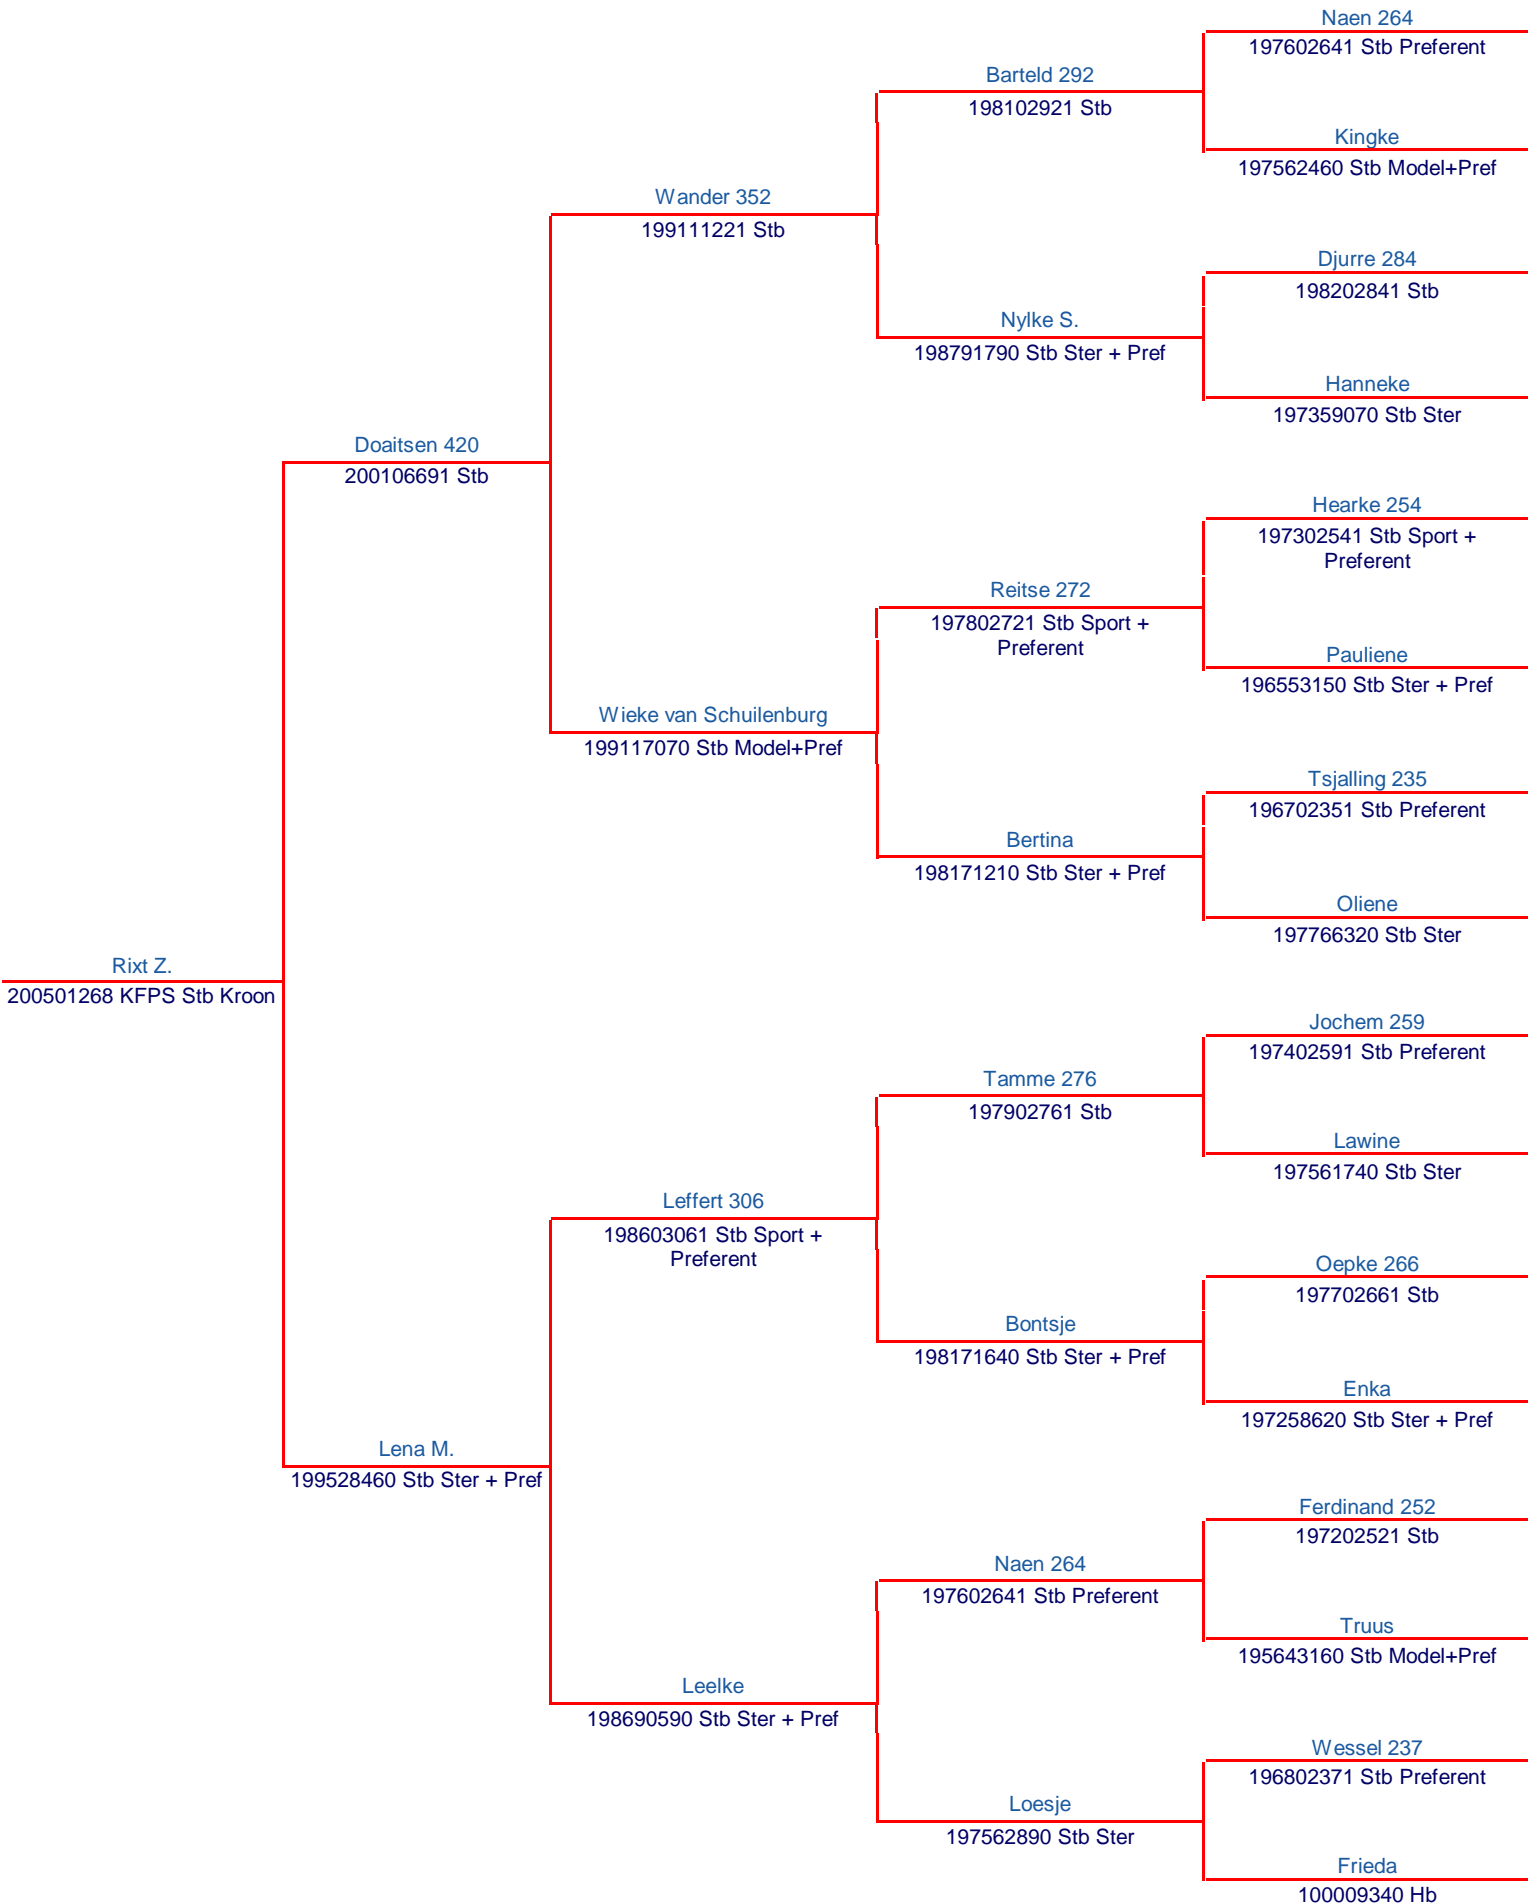 Naen 264
197602641 Stb Preferent
Barteld 292
198102921 Stb
Kingke
197562460 Stb Model+Pref
Wander 352
199111221 Stb
Djurre 284
198202841 Stb
Nylke S.
198791790 Stb Ster + Pref
Hanneke
197359070 Stb Ster
Doaitsen 420
200106691 Stb
Hearke 254
197302541 Stb Sport +
Preferent
Reitse 272
197802721 Stb Sport +
Preferent
Pauliene
196553150 Stb Ster + Pref
Wieke van Schuilenburg
199117070 Stb Model+Pref
Tsjalling 235
196702351 Stb Preferent
Bertina
198171210 Stb Ster + Pref
Oliene
197766320 Stb Ster
Rixt Z.
200501268 KFPS Stb Kroon
Jochem 259
197402591 Stb Preferent
Tamme 276
197902761 Stb
Lawine
197561740 Stb Ster
Leffert 306
198603061 Stb Sport +
Preferent
Oepke 266
197702661 Stb
Bontsje
198171640 Stb Ster + Pref
Enka
197258620 Stb Ster + Pref
Lena M.
199528460 Stb Ster + Pref
Ferdinand 252
197202521 Stb
Naen 264
197602641 Stb Preferent
Truus
195643160 Stb Model+Pref
Leelke
198690590 Stb Ster + Pref
Wessel 237
196802371 Stb Preferent
Loesje
197562890 Stb Ster
Frieda
100009340 Hb